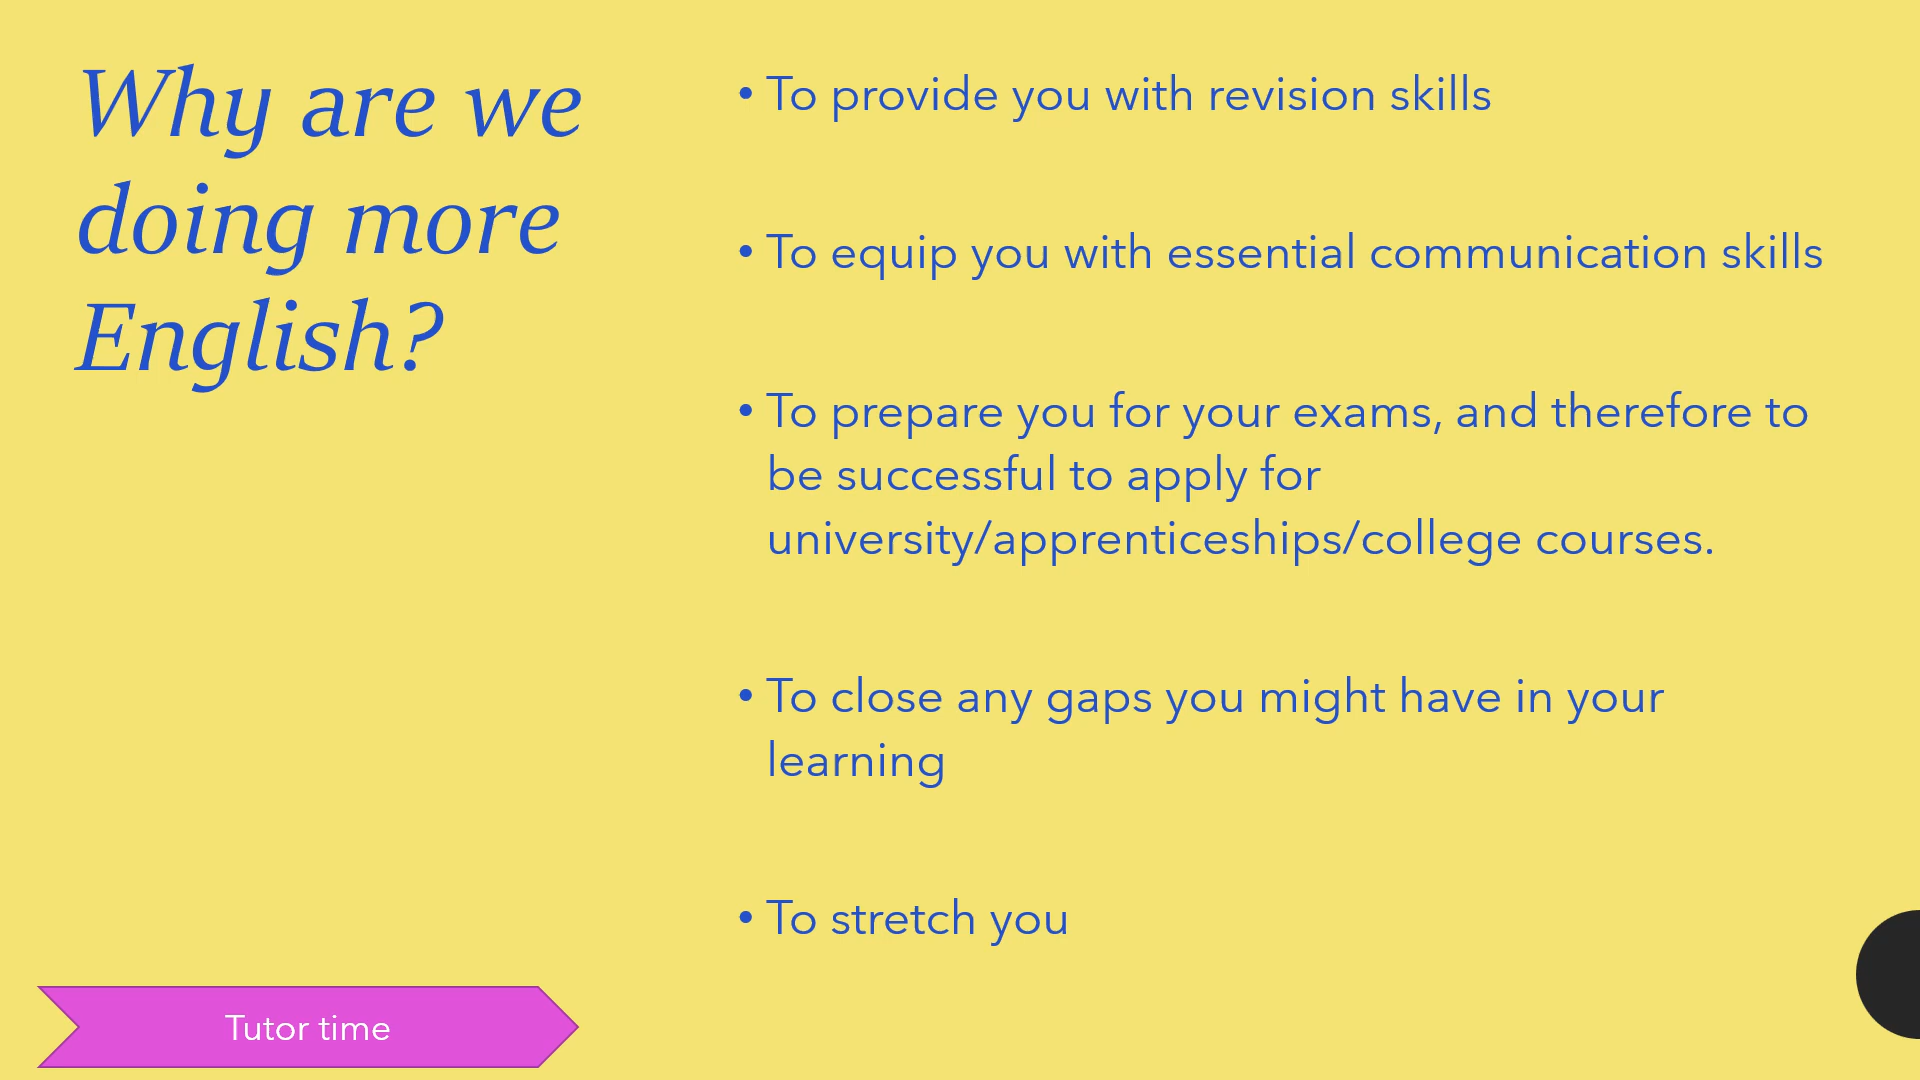 Why are we
doing more
English?
• To provide you with revision skills
• To equip you with essential communication skills
• To prepare you for your exams, and therefore to
be successful to apply for
university/apprenticeships/college courses.
• To close any gaps you might have in your
learning
• To stretch you
Tutor time